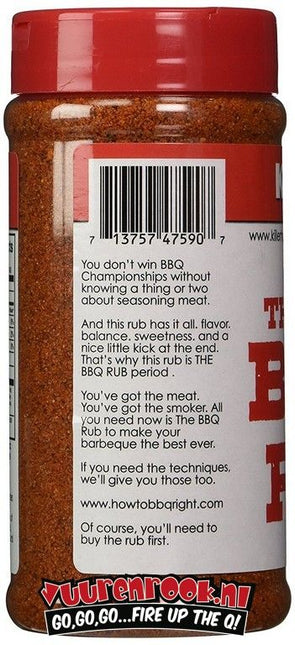 K
7 13757 47590 7
www.killer
You don't win BBQ
Championships without
knowing a thing or two
about seasoning meat.
And this rub has it all. flavor.
balance. sweetness. and a
nice little kick at the end.
That's why this rub is THE
BBQ RUB period .
You've got the meat.
You've got the smoker. All
you need now is The BBQ
Rub to make your
barbeque the best ever.
If you need the techniques,
we'll give you those too.
www.howtobbqright.com
Of course, you'll need to
buy the rub first.
T
B
R
VUURENROOK.NL
GO,GO,GO...FIRE UP THE Q!